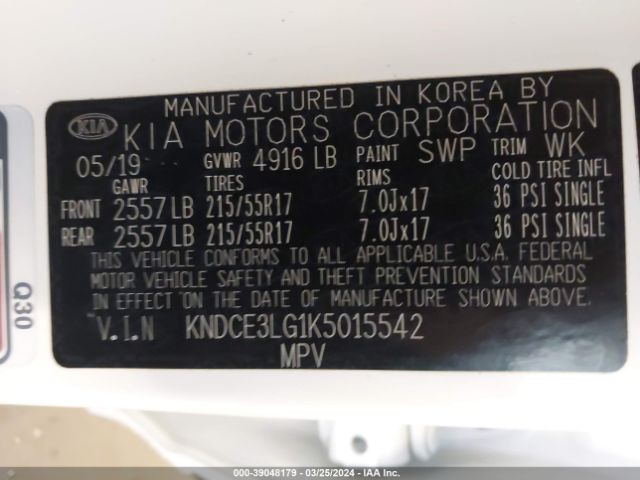 MANUFACTURED IN KOREA BY
KIA KIA MOTORS CORPORATION
05/19 GVWR 4916 LB PAINT SWP TRIM WK
GAWR TIRES RIMS COLD TIRE INFL
FRONT 2557 LB 215/55R17 7.0Jx17 36 PSI SINGLE
REAR 2557 LB 215/55R17 7.0Jx17 36 PSI SINGLE
THIS VEHICLE CONFORMS TO ALL APPLICABLE U.S.A. FEDERAL
MOTOR VEHICLE SAFETY AND THEFT PREVENTION STANDARDS
IN EFFECT ON THE DATE OF MANUFACTURE SHOWN ABOVE.
V.I.N KNDCE3LG1K5015542
MPV
Q30
000-39048179 - 03/25/2024 - IAA Inc.